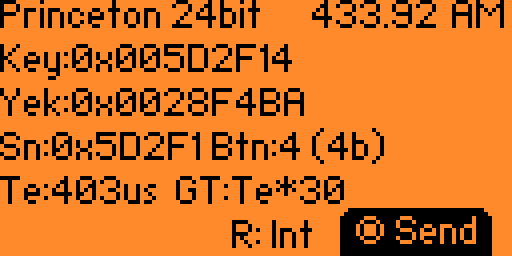 Princeton 24bit 433.92 AM
Key:0x005D2F14
Yek:0x0028F4BA
Sn:0x5D2F1 Btn:4 (4b)
Te:403us GT:Te*30
R: Int Send